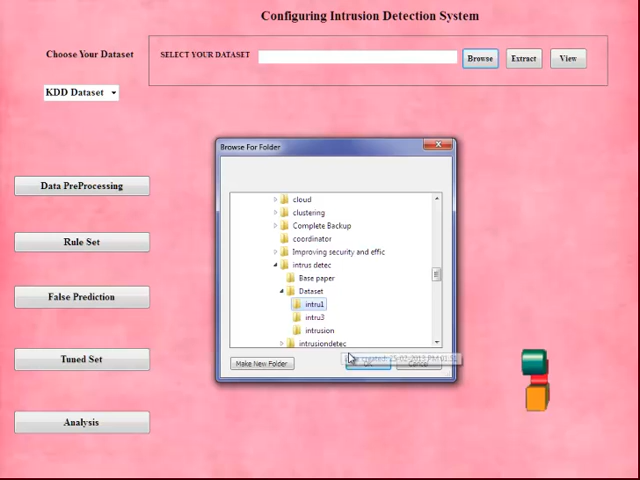 Configuring Intrusion Detection System
Choose Your Dataset
SELECT YOUR DATASET
Browse
Extract
View
KDD Dataset
Browse For Folder
cloud
clustering
Complete Backup
coordinator
Improving security and effic
intrus detec
Base paper
Dataset
intru1
intru3
intrusion
intrusiondetec
Make New Folder
OK
Cancel
Data PreProcessing
Rule Set
False Prediction
Tuned Set
Analysis